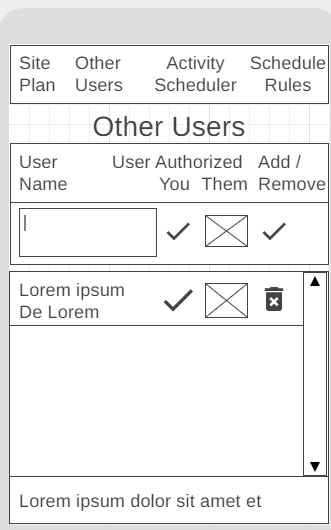 Site Other Activity Schedule
Plan Users Scheduler Rules
Other Users
User User Authorized Add /
Name You Them Remove
Lorem ipsum
De Lorem
Lorem ipsum dolor sit amet et